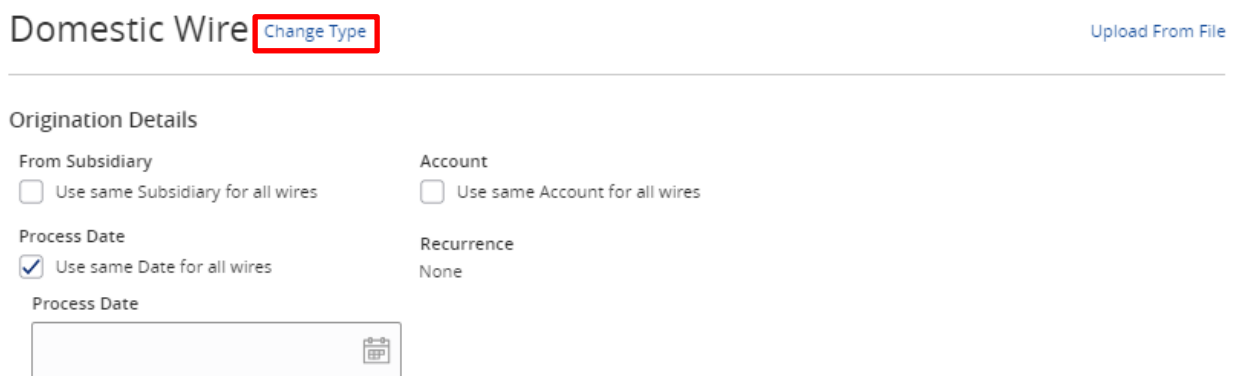 Domestic Wire Change Type Upload From File
Origination Details
From Subsidiary Account
Use same Subsidiary for all wires Use same Account for all wires
Process Date Recurrence
Use same Date for all wires None
Process Date